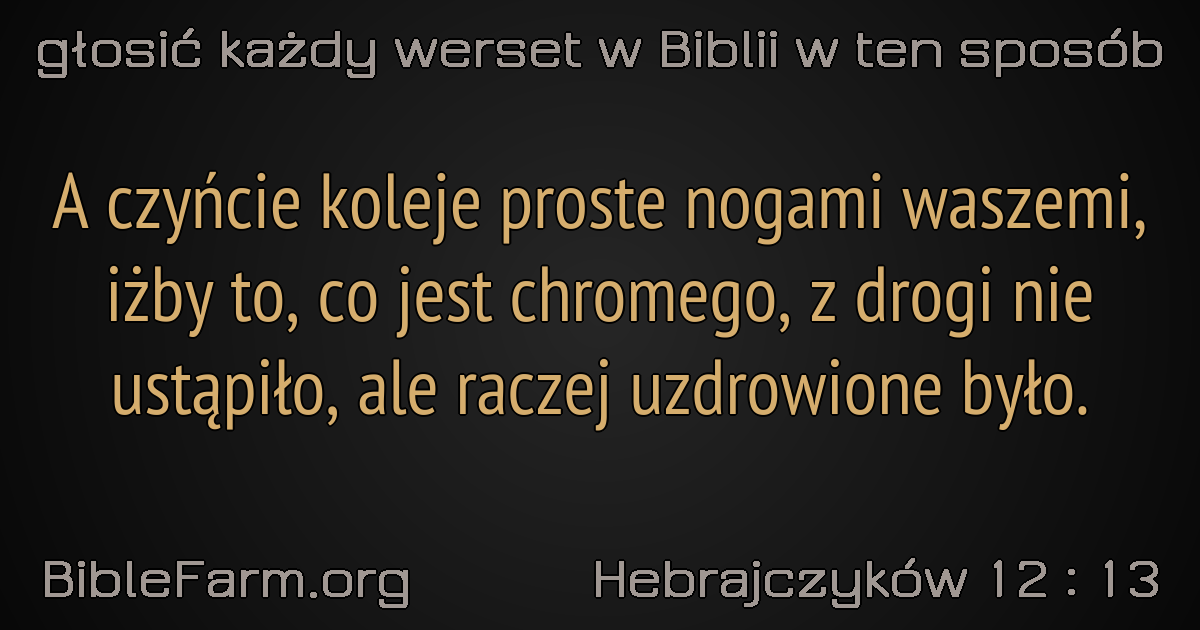 głosić każdy werset w Biblii w ten sposób
A czyńcie koleje proste nogami waszemi,
iżby to, co jest chromego, z drogi nie
ustąpiło, ale raczej uzdrowione było.
BibleFarm.org
Hebrajczyków 12 : 13